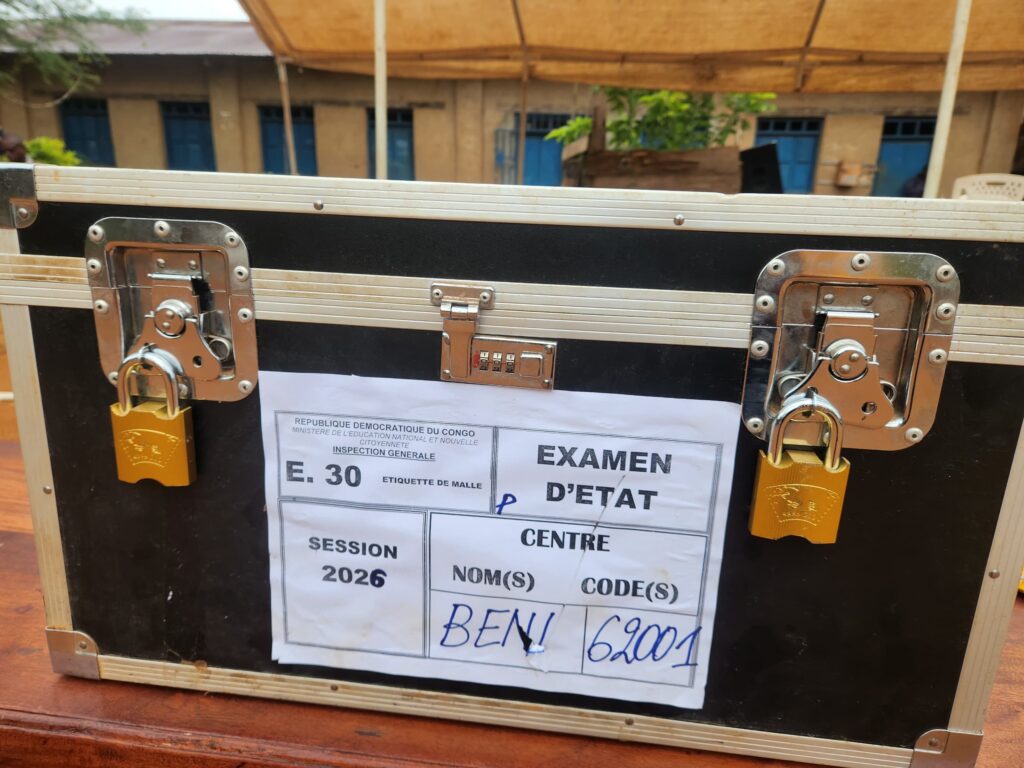 REPUBLIQUE DEMOCRATIQUE DU CONGO
MINISTERE DE L'EDUCATION NATIONAL ET NOUVELLE
CITOYENNETE
INSPECTION GENERALE
E. 30 ETIQUETTE DE MALLE
EXAMEN
D'ETAT
SESSION
2026
CENTRE
NOM(S) CODE(S)
BENI 62001